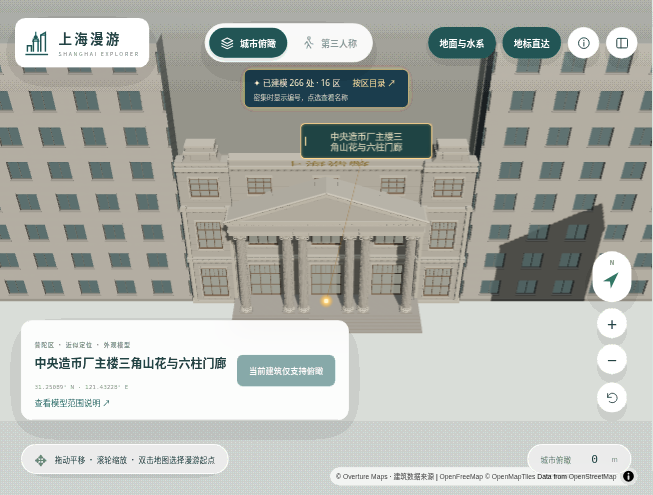 上海漫游
SHANGHAI EXPLORER
城市俯瞰
第三人称
地面与水系
地标直达
✦ 已建模 266 处 · 16 区 按区目录 ↗
密集时显示编号，点选查看名称
中央造币厂主楼三
角山花与六柱门廊
N
普陀区 · 近似定位 · 外观模型
中央造币厂主楼三角山花与六柱门廊
当前建筑仅支持俯瞰
查看模型范围说明 ↗
拖动平移 · 滚轮缩放 · 双击地图选择漫游起点
城市俯瞰 0 m
© Overture Maps · 建筑数据来源 | OpenFreeMap © OpenMapTiles Data from OpenStreetMap